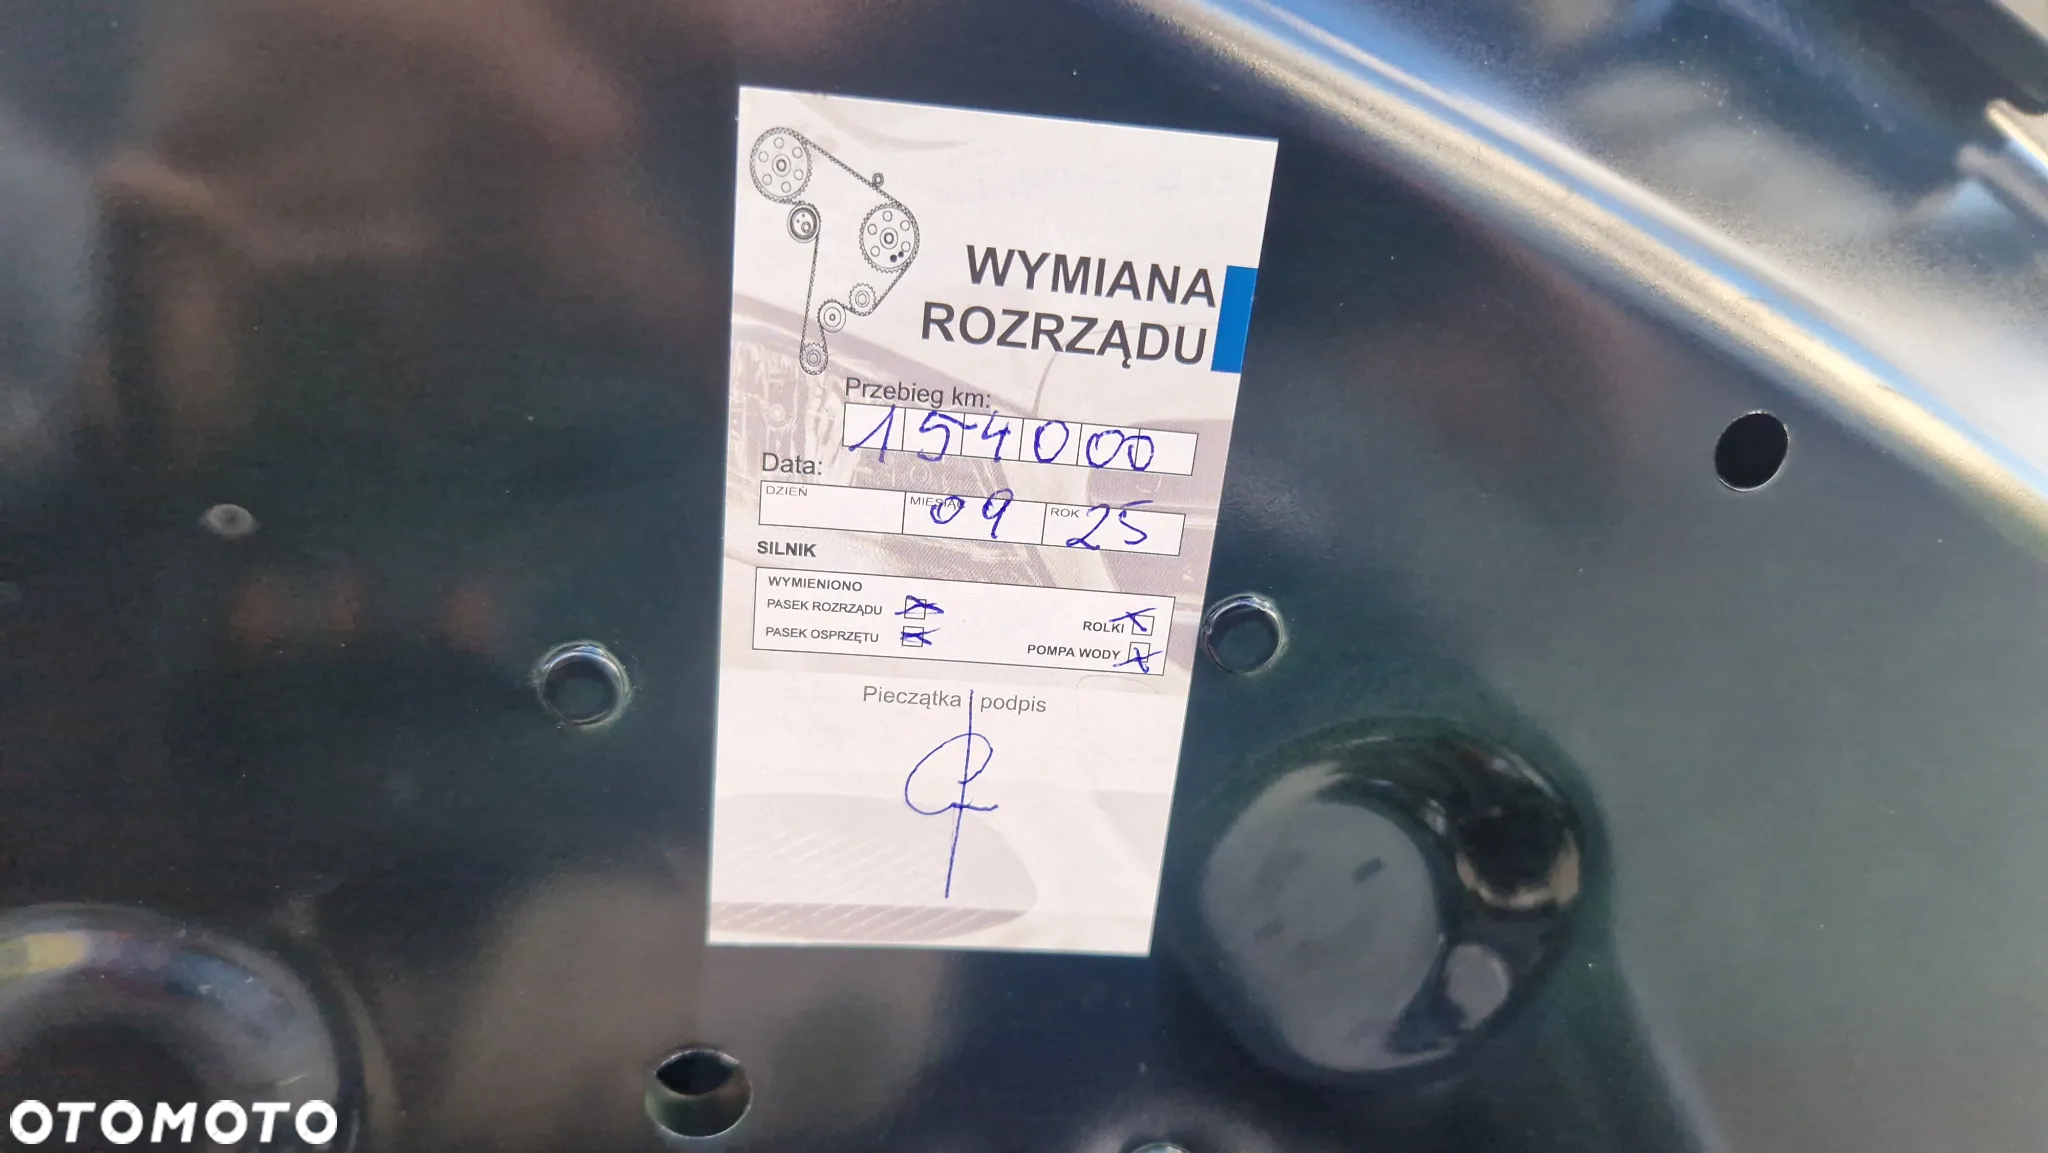 WYMIANA
ROZRZĄDU
Przebieg km:
154000
Data:
DZIEŃ MIESIĄC 09 ROK 25
SILNIK
WYMIENIONO
PASEK ROZRZĄDU ROLKI
PASEK OSPRZĘTU POMPA WODY
Pieczątka podpis
OTOMOTO